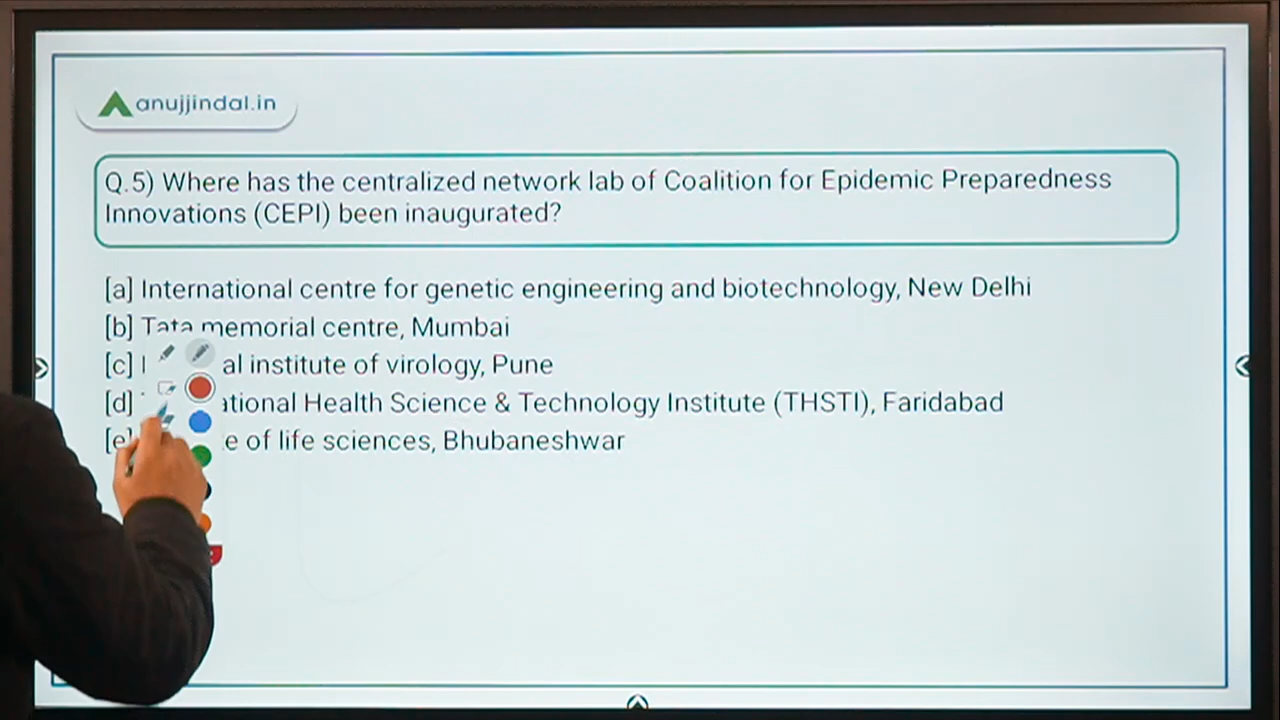 anujjindal.in
Q.5) Where has the centralized network lab of Coalition for Epidemic Preparedness
Innovations (CEPI) been inaugurated?
[a] International centre for genetic engineering and biotechnology, New Delhi
[b] Tata memorial centre, Mumbai
[c] institute of virology, Pune
[d] Health Science & Technology Institute (THSTI), Faridabad
[e] of life sciences, Bhubaneshwar